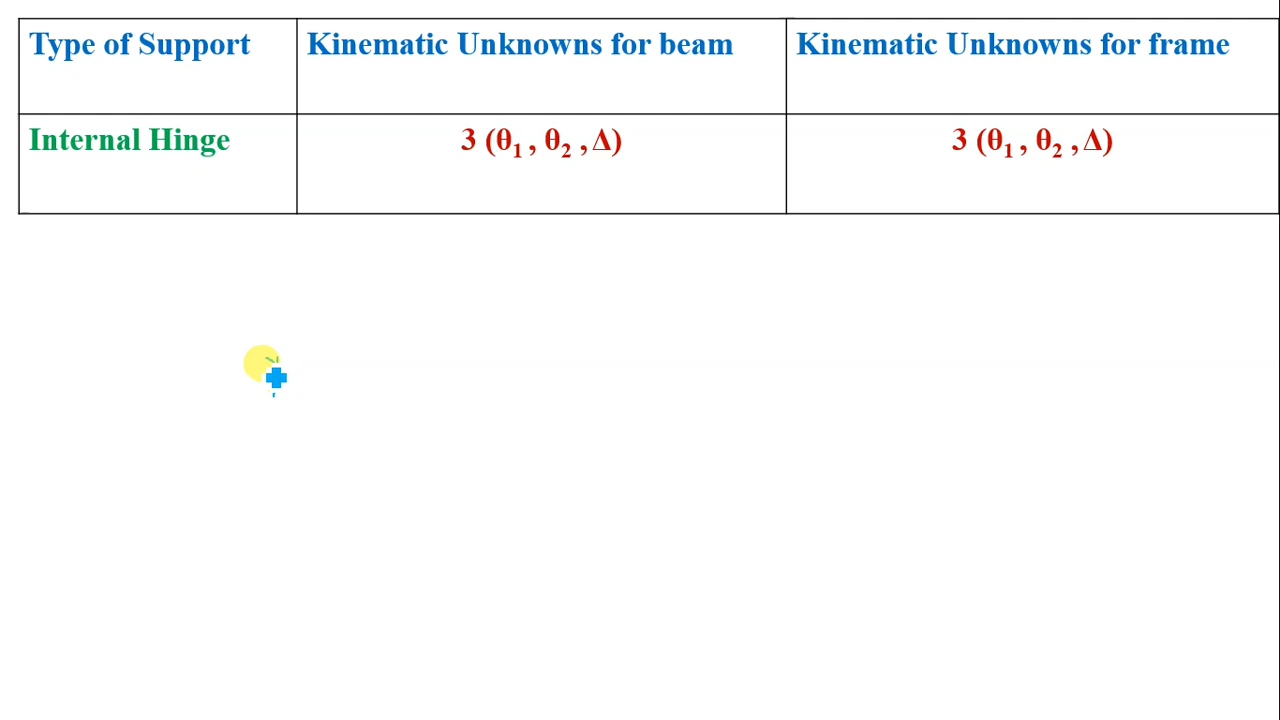 Type of Support
Kinematic Unknowns for beam
Kinematic Unknowns for frame
Internal Hinge
3 (θ₁ , θ₂ , Δ)
3 (θ₁ , θ₂ , Δ)